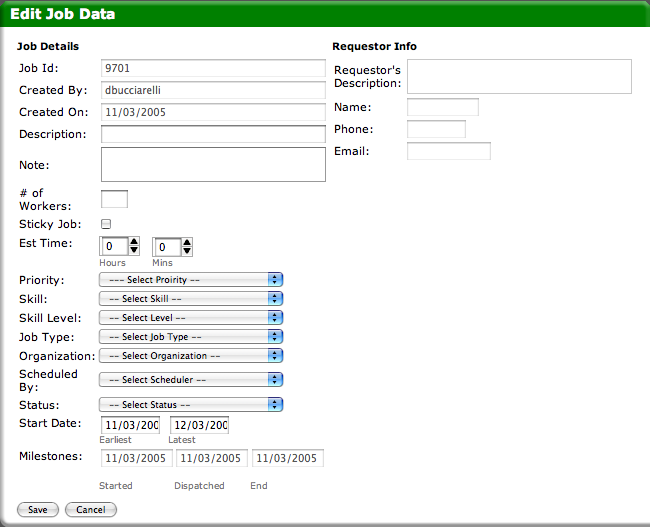 Edit Job Data
Job Details
Job Id: 9701
Created By: dbucciarelli
Created On: 11/03/2005
Description:
Note:
# of
Workers:
Sticky Job:
Est Time: 0 0
Hours Mins
Priority: --- Select Proirity --
Skill: -- Select Skill --
Skill Level: -- Select Level --
Job Type: -- Select Job Type --
Organization: -- Select Organization --
Scheduled
By: -- Select Scheduler --
Status: -- Select Status --
Start Date: 11/03/200 12/03/200
Earliest Latest
Milestones: 11/03/2005 11/03/2005 11/03/2005
Started Dispatched End
Save Cancel
Requestor Info
Requestor's
Description:
Name:
Phone:
Email: